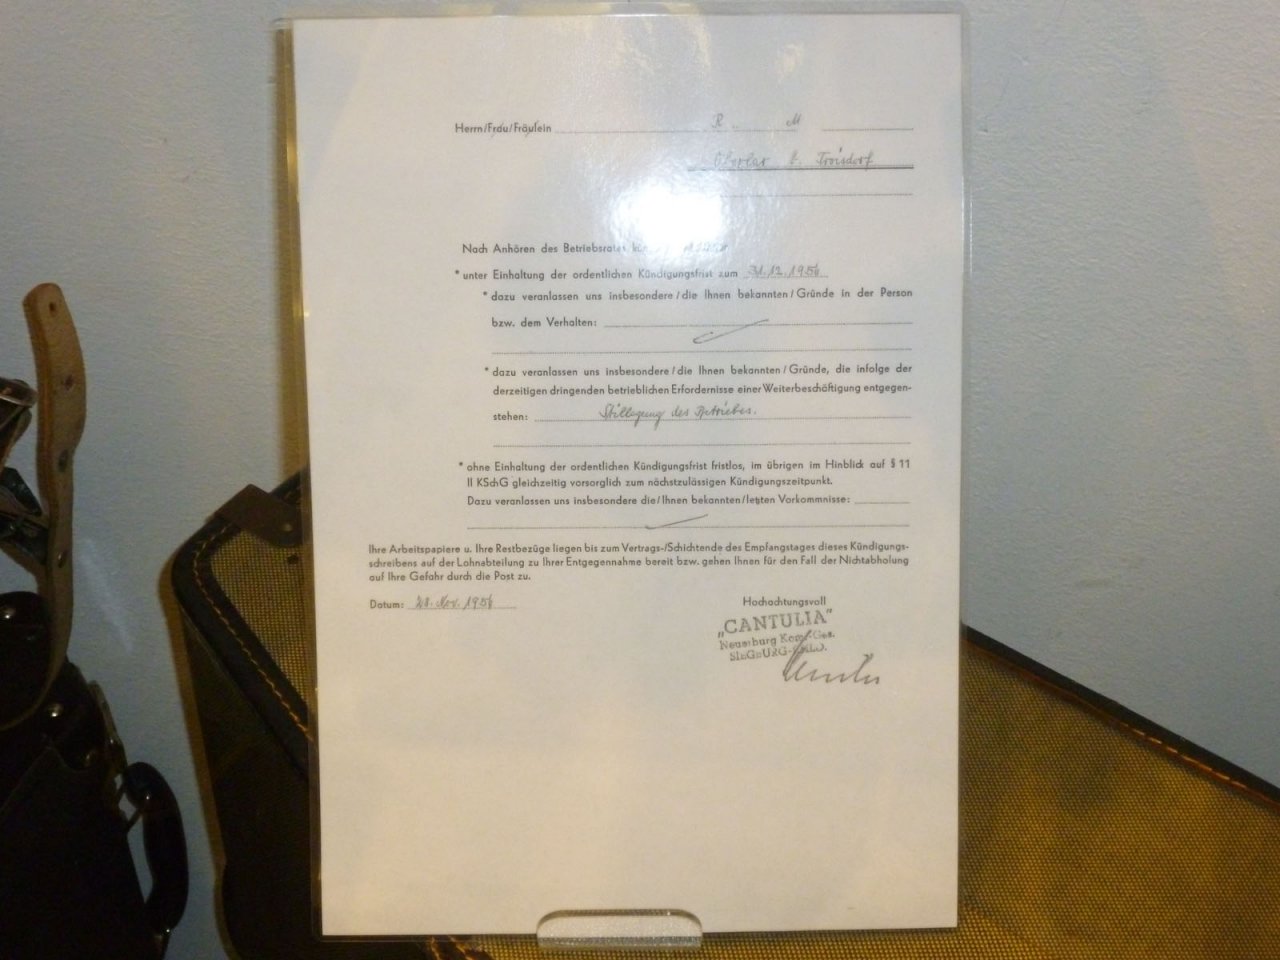 Herrn/Frau/Fräulein R. M
Oberlar b. Troisdorf
Nach Anhören des Betriebsrates
* unter Einhaltung der ordentlichen Kündigungsfrist zum 31.12.1956
* dazu veranlassen uns insbesondere/die Ihnen bekannten/Gründe in der Person
bzw. dem Verhalten:
* dazu veranlassen uns insbesondere/die Ihnen bekannten/Gründe, die infolge der
derzeitigen dringenden betrieblichen Erfordernisse einer Weiterbeschäftigung entgegen-
stehen: Stillegung des Betriebes.
* ohne Einhaltung der ordentlichen Kündigungsfrist fristlos, im übrigen im Hinblick auf § 11
II KSchG gleichzeitig vorsorglich zum nächstzulässigen Kündigungszeitpunkt.
Dazu veranlassen uns insbesondere die/Ihnen bekannten/letzten Vorkommnisse:
Ihre Arbeitspapiere u. Ihre Restbezüge liegen bis zum Vertrags-/Schichtende des Empfangstages dieses Kündigungs-
schreibens auf der Lohnabteilung zu Ihrer Entgegennahme bereit bzw. gehen Ihnen für den Fall der Nichtabholung
auf Ihre Gefahr durch die Post zu.
Datum: 28. Nov. 1956
Hochachtungsvoll
„CANTULIA"
Neuerburg Kom.-Ges.
SIEGBURG-